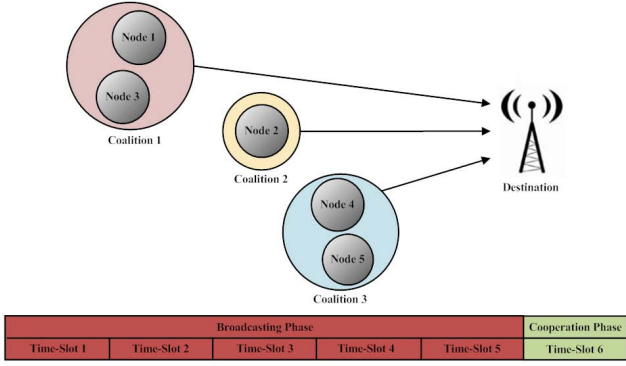 Node 1
Node 3
Coalition 1
Node 2
Coalition 2
Destination
Node 4
Node 5
Coalition 3
Broadcasting Phase Cooperation Phase
Time-Slot 1 Time-Slot 2 Time-Slot 3 Time-Slot 4 Time-Slot 5 Time-Slot 6